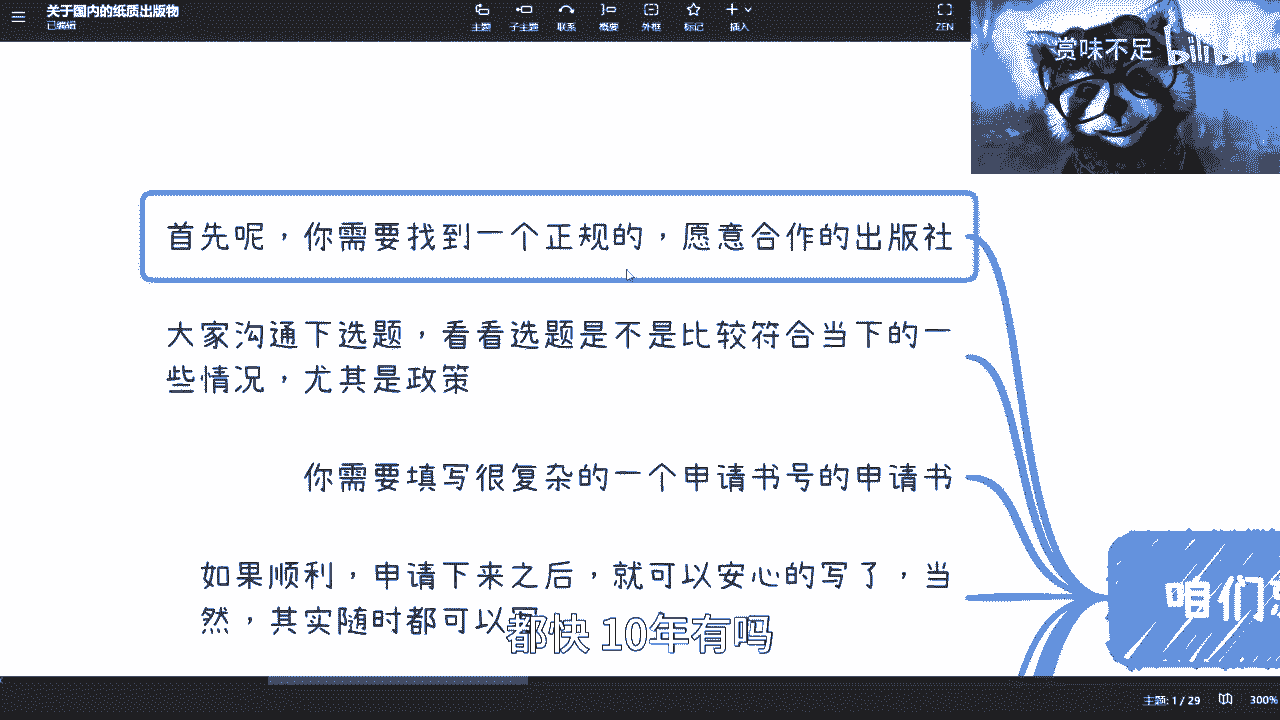 关于国内的纸质出版物
已编辑
主题
子主题
联系
概要
外框
标记
插入
ZEN
赏味不足
bilibili
首先呢，你需要找到一个正规的，愿意合作的出版社
大家沟通下选题，看看选题是不是比较符合当下的一
些情况，尤其是政策
你需要填写很复杂的一个申请书号的申请书
如果顺利，申请下来之后，就可以安心的写了，当
然，其实随时都可以写
咱们
都快 10年有吗
主题: 1 / 29
300%